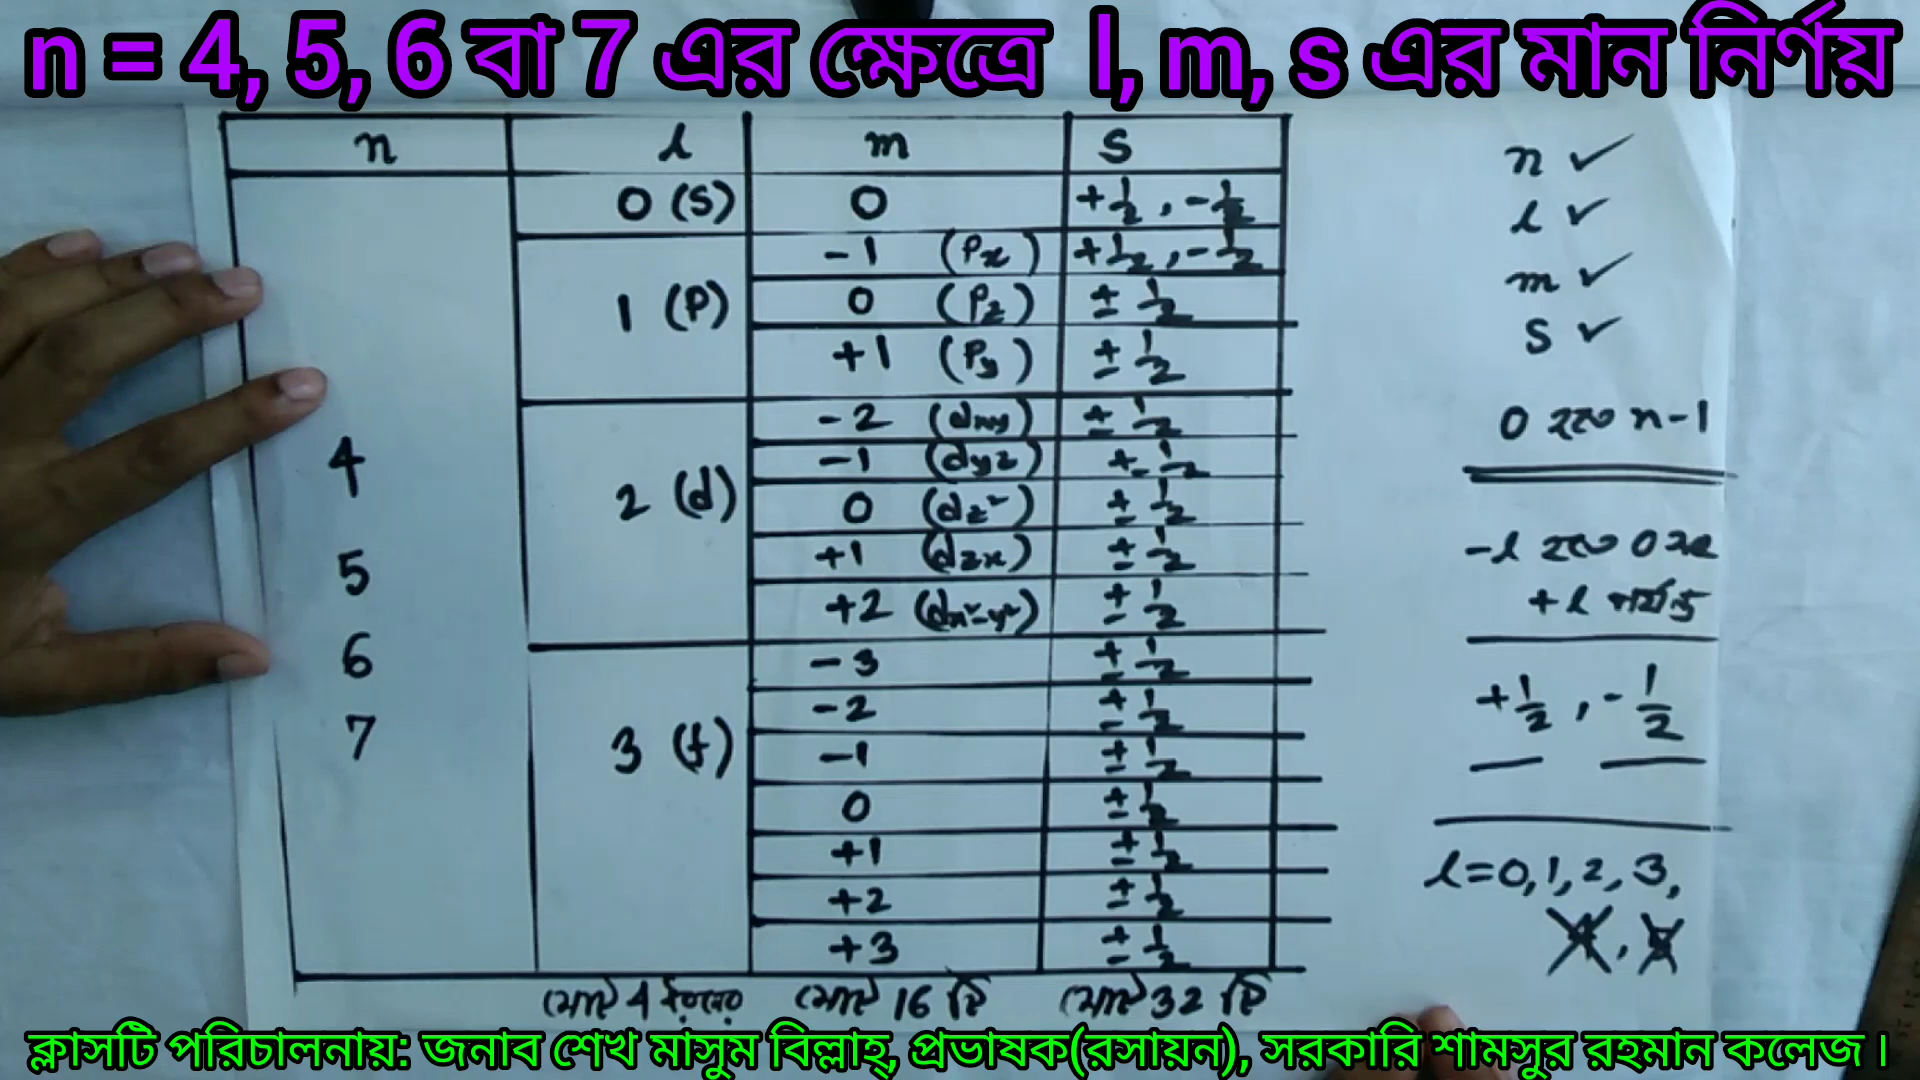 n = 4, 5, 6 বা 7 এর ক্ষেত্রে l, m, s এর মান নির্ণয়
n l m s
0 (s) 0 +1/2, -1/2
1 (p) -1 (Px) +1/2, -1/2
0 (Pz) ± 1/2
+1 (Py) ± 1/2
4
5
6
7
2 (d) -2 (dxy) ± 1/2
-1 (dyz) ± 1/2
0 (dz²) ± 1/2
+1 (dzx) ± 1/2
+2 (dx²-y²) ± 1/2
3 (f) -3 ± 1/2
-2 ± 1/2
-1 ± 1/2
0 ± 1/2
+1 ± 1/2
+2 ± 1/2
+3 ± 1/2
মোট 4 ধরনের মোট 16 টি মোট 32 টি
n ✓
l ✓
m ✓
s ✓
0 হতে n-1
-l হতে 0 সহ
+l পর্যন্ত
+1/2, -1/2
l=0,1,2,3,
ক্লাসটি পরিচালনায়: জনাব শেখ মাসুম বিল্লাহ্, প্রভাষক(রসায়ন), সরকারি শামসুর রহমান কলেজ।